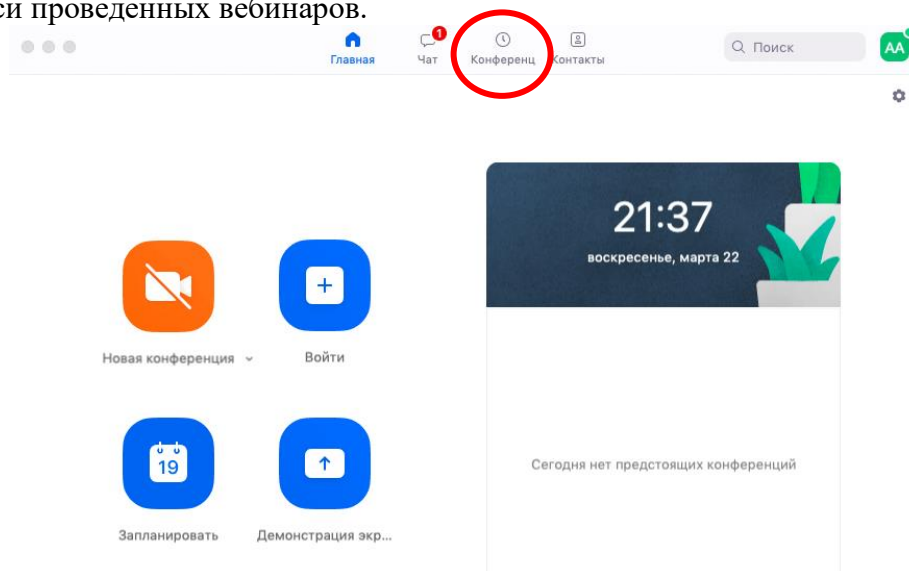 си проведенных вебинаров.
Главная
Чат
1
Конференц
Контакты
Поиск
AA
21:37
воскресенье, марта 22
Новая конференция
Войти
19
Запланировать
Демонстрация экр...
Сегодня нет предстоящих конференций